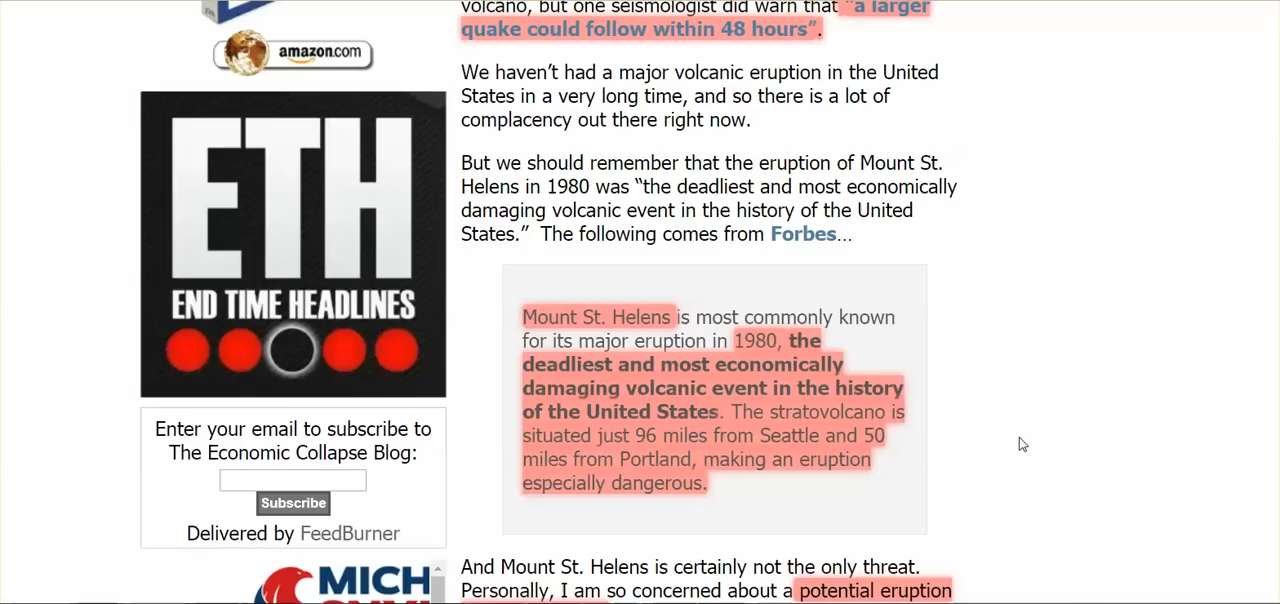 volcano, but one seismologist did warn that "a larger
quake could follow within 48 hours".
amazon.com
We haven't had a major volcanic eruption in the United
States in a very long time, and so there is a lot of
complacency out there right now.
But we should remember that the eruption of Mount St.
Helens in 1980 was “the deadliest and most economically
damaging volcanic event in the history of the United
States.”  The following comes from Forbes…
ETH
END TIME HEADLINES
Mount St. Helens is most commonly known
for its major eruption in 1980, the
deadliest and most economically
damaging volcanic event in the history
of the United States. The stratovolcano is
situated just 96 miles from Seattle and 50
miles from Portland, making an eruption
especially dangerous.
Enter your email to subscribe to
The Economic Collapse Blog:
Subscribe
Delivered by FeedBurner
And Mount St. Helens is certainly not the only threat.
Personally, I am so concerned about a potential eruption
MICH